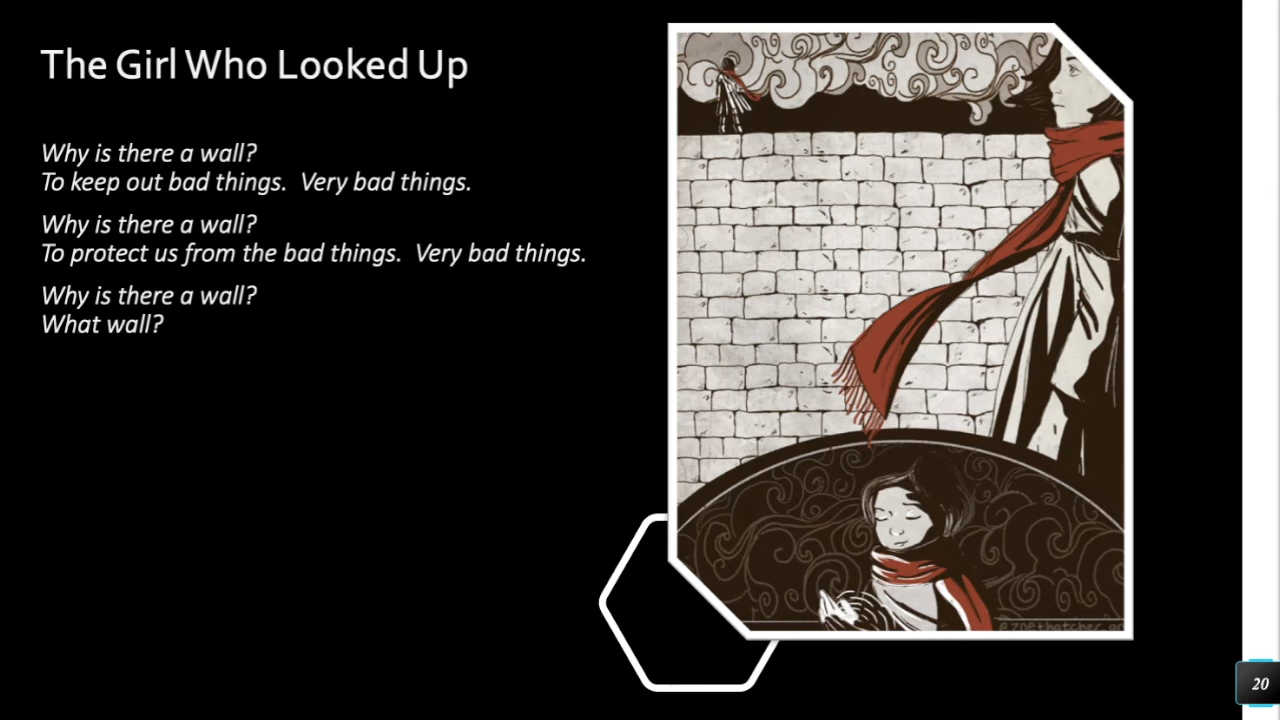 The Girl Who Looked Up
Why is there a wall?
To keep out bad things.  Very bad things.
Why is there a wall?
To protect us from the bad things.  Very bad things.
Why is there a wall?
What wall?
@zoethatcher.ar
20